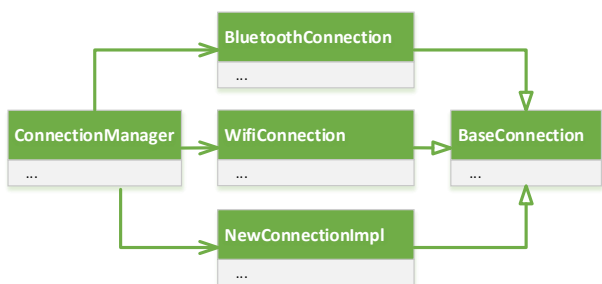 BluetoothConnection
...
ConnectionManager
...
WifiConnection
...
BaseConnection
...
NewConnectionImpl
...